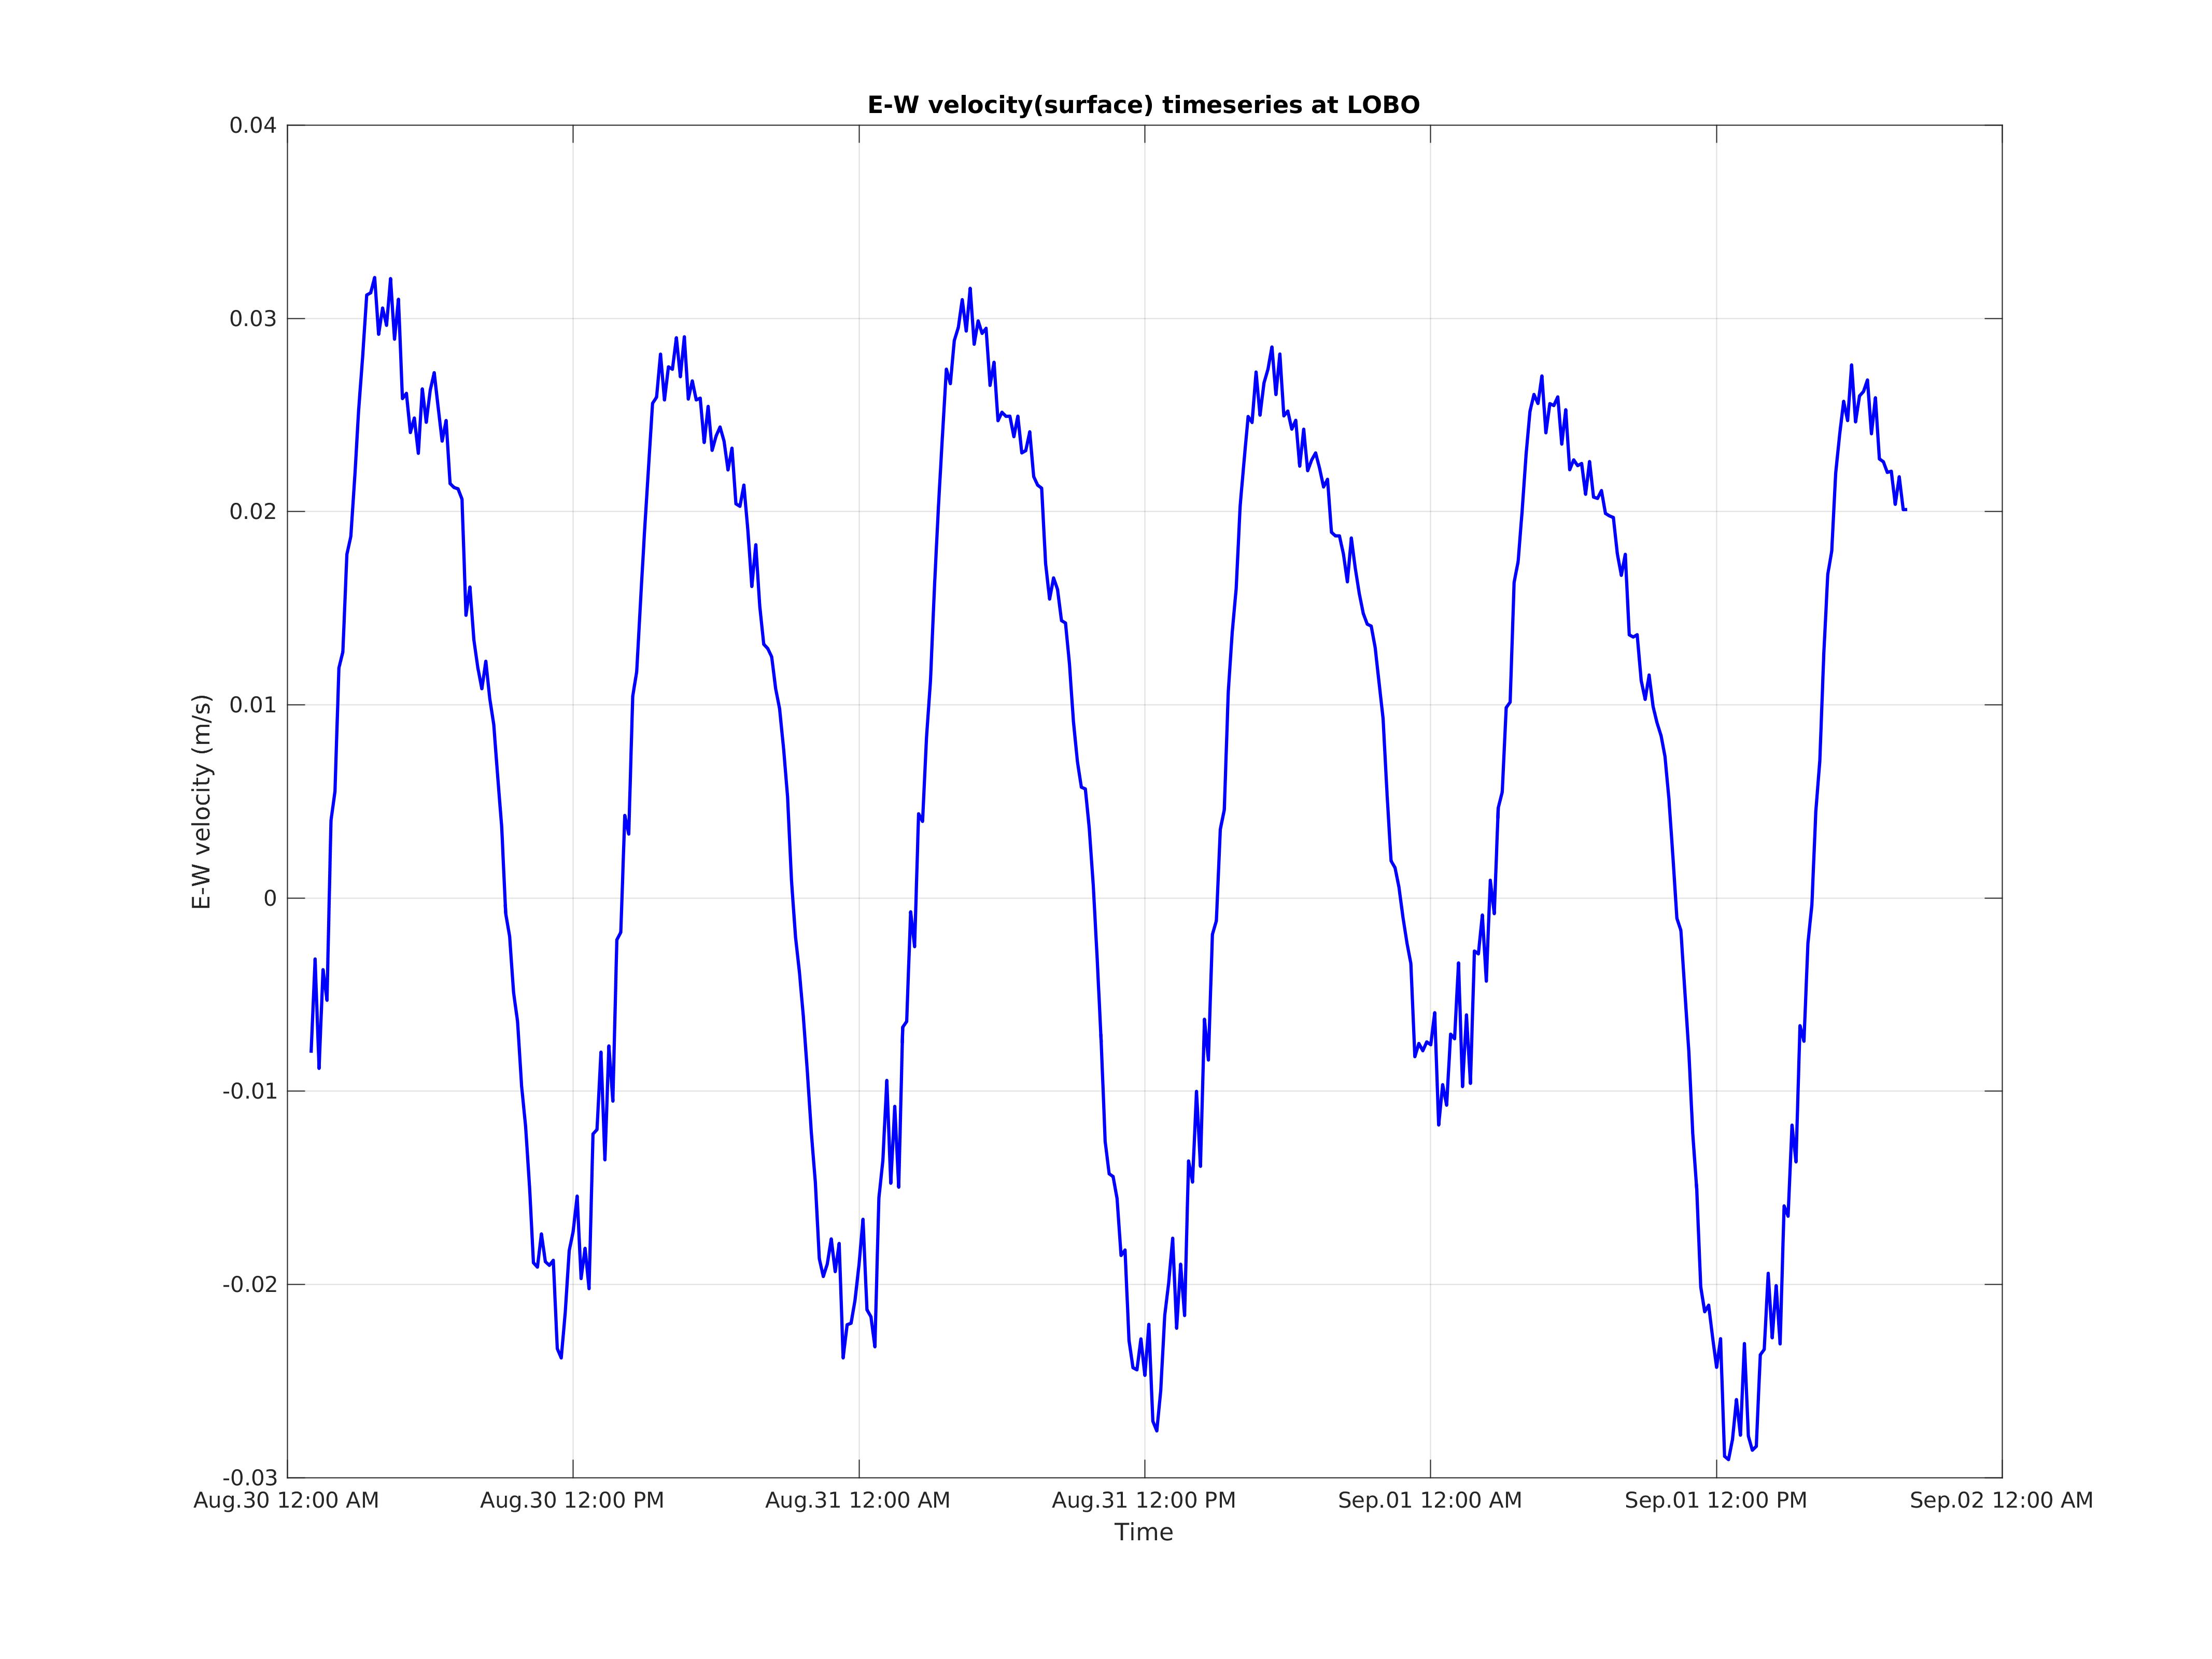 E-W velocity(surface) timeseries at LOBO
0.04
0.03
0.02
0.01
0
-0.01
-0.02
-0.03
E-W velocity (m/s)
Aug.30 12:00 AM Aug.30 12:00 PM Aug.31 12:00 AM Aug.31 12:00 PM Sep.01 12:00 AM Sep.01 12:00 PM Sep.02 12:00 AM
Time